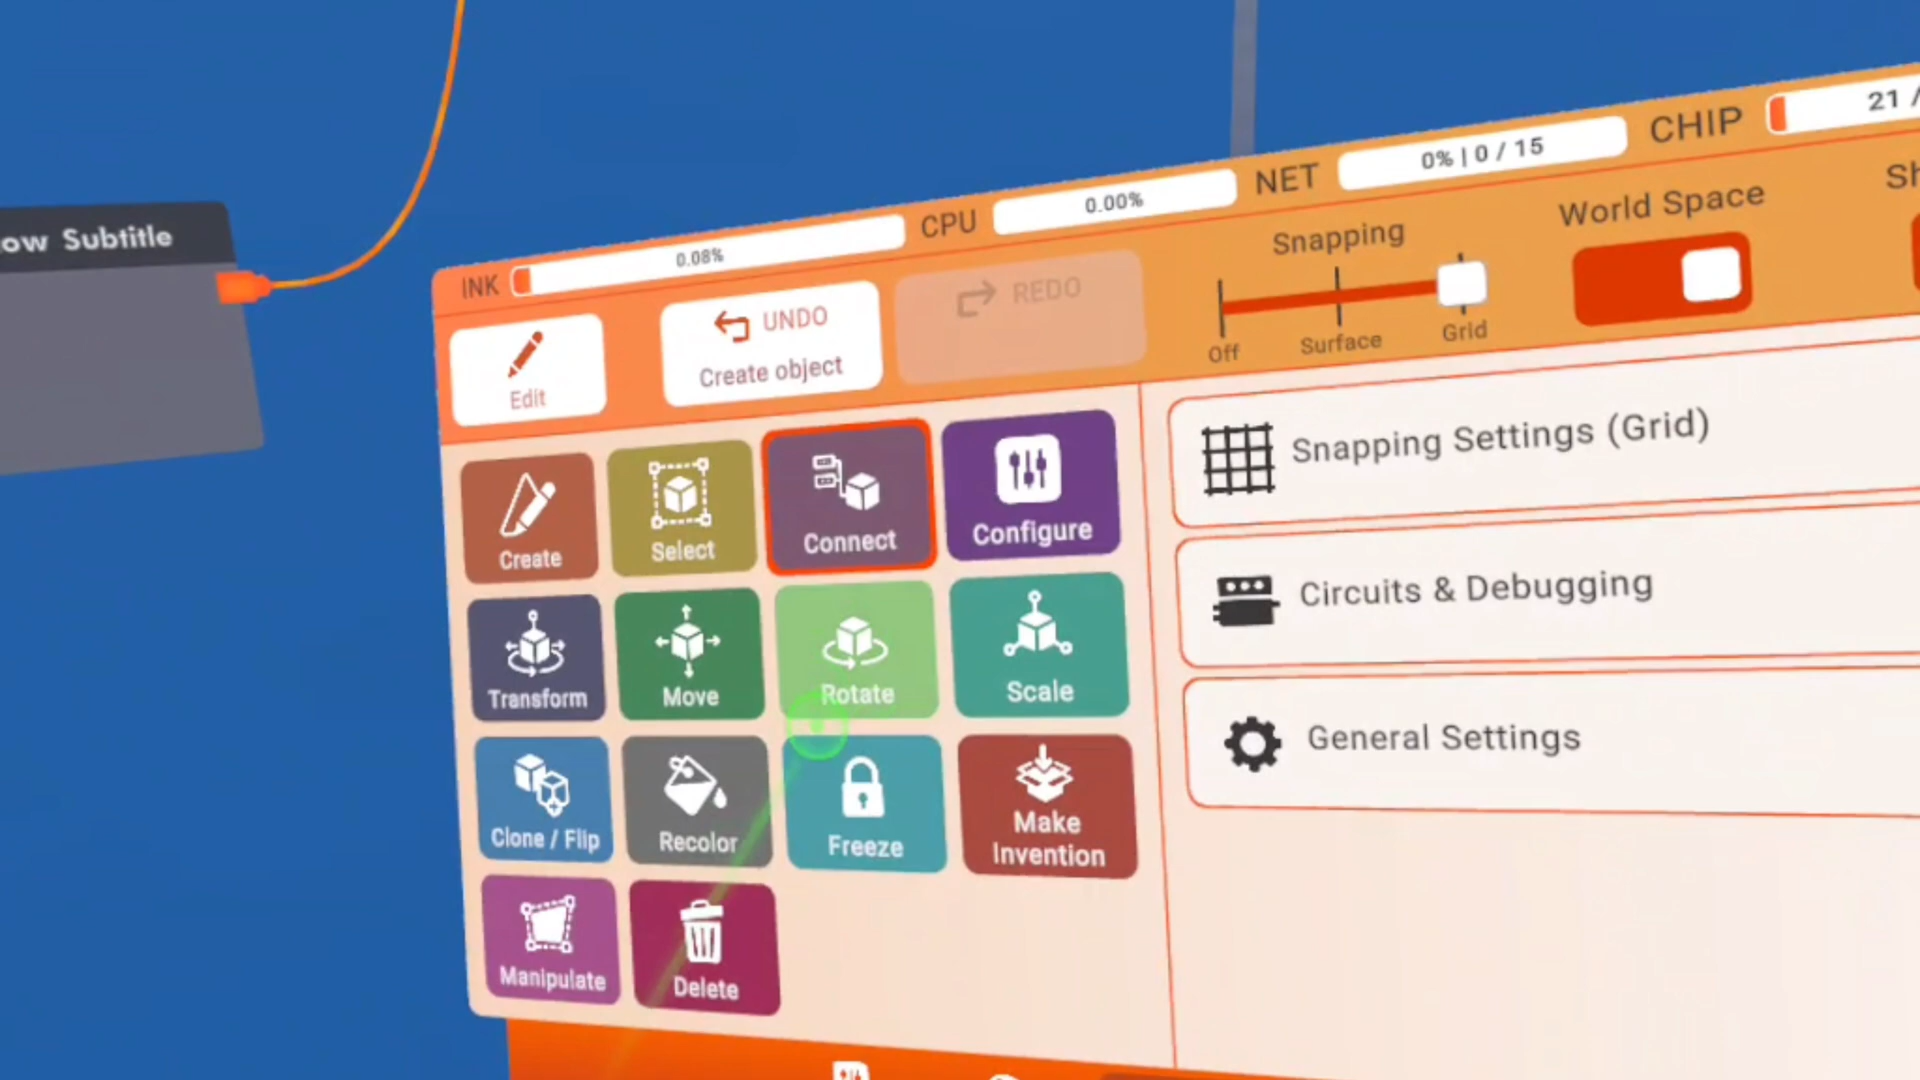 ow Subtitle
INK 0.08% CPU 0.00% NET 0% | 0 / 15 CHIP 21 /
Edit
UNDO
Create object
REDO
Snapping
Off Surface Grid
World Space
Sh
Create Select Connect Configure
Transform Move Rotate Scale
Clone / Flip Recolor Freeze Make
Invention
Manipulate Delete
Snapping Settings (Grid)
Circuits & Debugging
General Settings